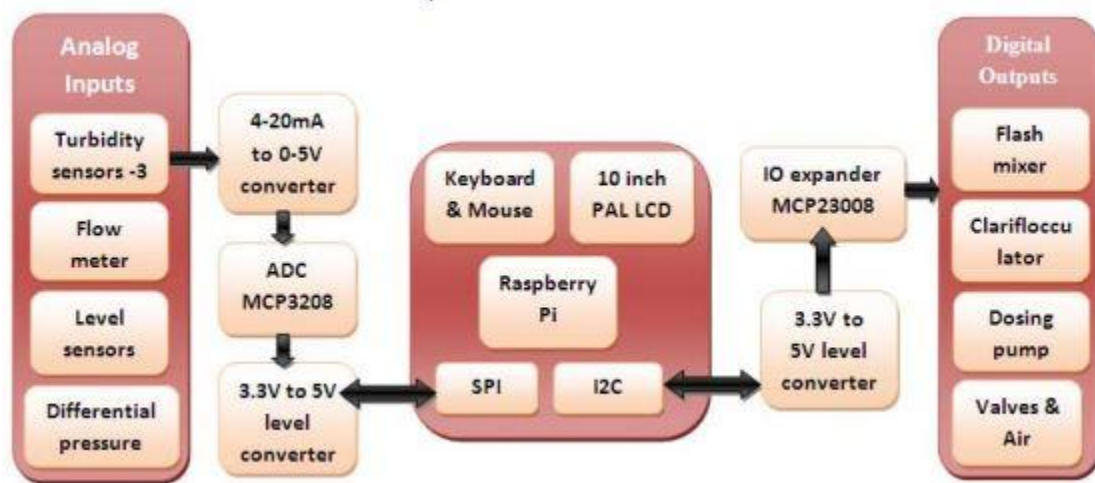 Analog
Inputs
Turbidity
sensors -3
Flow
meter
Level
sensors
Differential
pressure
4-20mA
to 0-5V
converter
ADC
MCP3208
3.3V to 5V
level
converter
Keyboard
& Mouse
10 inch
PAL LCD
Raspberry
Pi
SPI
I2C
IO expander
MCP23008
3.3V to
5V level
converter
Digital
Outputs
Flash
mixer
Clarifloccu
lator
Dosing
pump
Valves &
Air